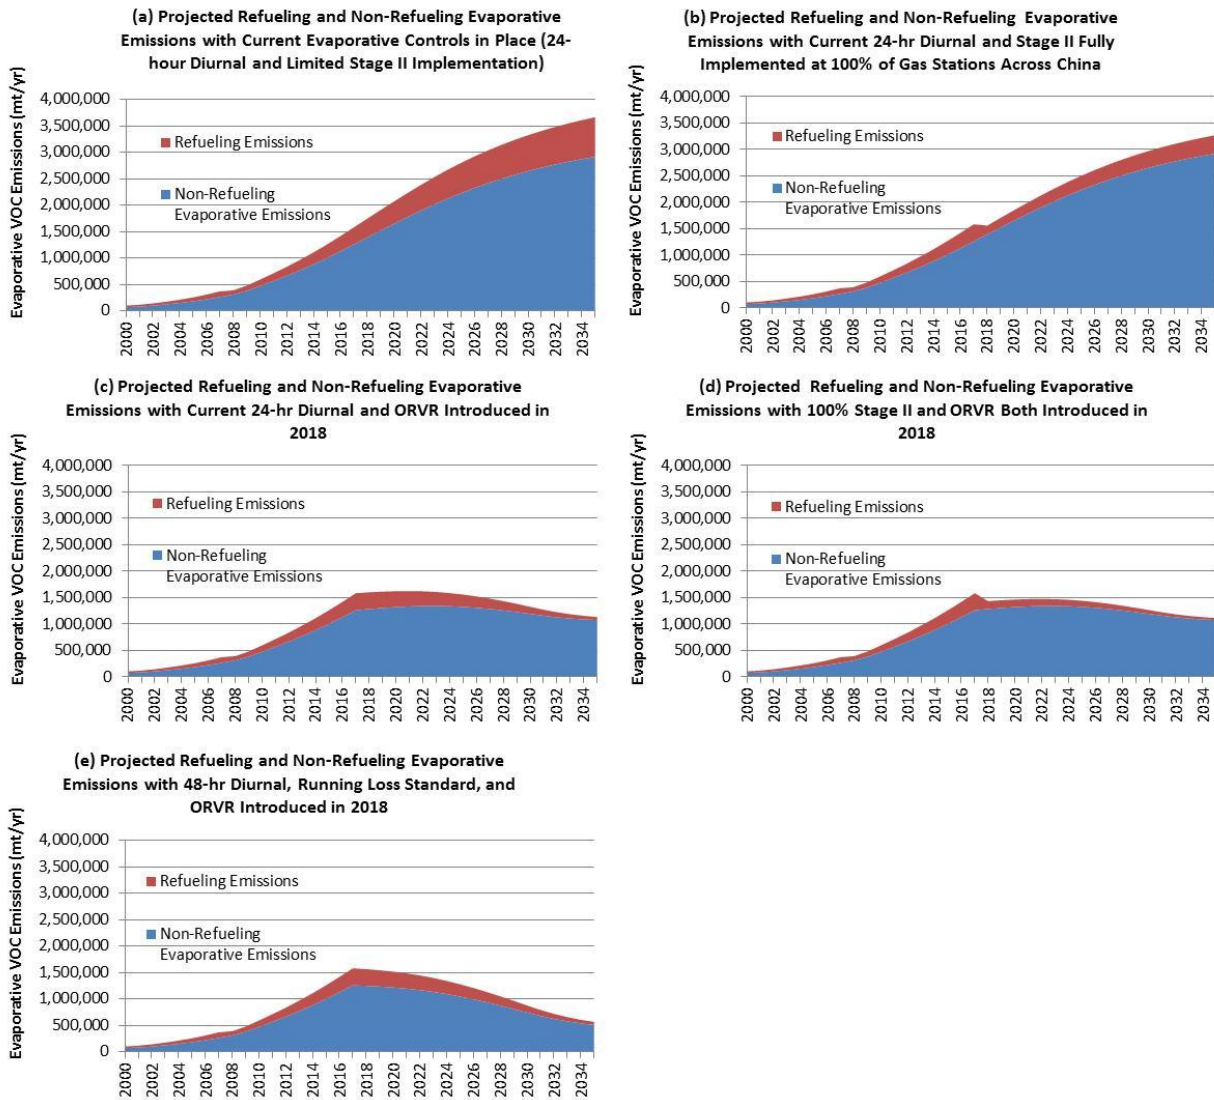 (a) Projected Refueling and Non-Refueling Evaporative
Emissions with Current Evaporative Controls in Place (24-
hour Diurnal and Limited Stage II Implementation)
Evaporative VOC Emissions (mt/yr)
4,000,000
3,500,000
3,000,000
2,500,000
2,000,000
1,500,000
1,000,000
500,000
0
Refueling Emissions
Non-Refueling
Evaporative Emissions
2000 2002 2004 2006 2008 2010 2012 2014 2016 2018 2020 2022 2024 2026 2028 2030 2032 2034
(b) Projected Refueling and Non-Refueling Evaporative
Emissions with Current 24-hr Diurnal and Stage II Fully
Implemented at 100% of Gas Stations Across China
Evaporative VOC Emissions (mt/yr)
4,000,000
3,500,000
3,000,000
2,500,000
2,000,000
1,500,000
1,000,000
500,000
0
Refueling Emissions
Non-Refueling
Evaporative Emissions
2000 2002 2004 2006 2008 2010 2012 2014 2016 2018 2020 2022 2024 2026 2028 2030 2032 2034
(c) Projected Refueling and Non-Refueling Evaporative
Emissions with Current 24-hr Diurnal and ORVR Introduced in
2018
Evaporative VOC Emissions (mt/yr)
4,000,000
3,500,000
3,000,000
2,500,000
2,000,000
1,500,000
1,000,000
500,000
0
Refueling Emissions
Non-Refueling
Evaporative Emissions
2000 2002 2004 2006 2008 2010 2012 2014 2016 2018 2020 2022 2024 2026 2028 2030 2032 2034
(d) Projected Refueling and Non-Refueling Evaporative
Emissions with 100% Stage II and ORVR Both Introduced in
2018
Evaporative VOC Emissions (mt/yr)
4,000,000
3,500,000
3,000,000
2,500,000
2,000,000
1,500,000
1,000,000
500,000
0
Refueling Emissions
Non-Refueling
Evaporative Emissions
2000 2002 2004 2006 2008 2010 2012 2014 2016 2018 2020 2022 2024 2026 2028 2030 2032 2034
(e) Projected Refueling and Non-Refueling Evaporative
Emissions with 48-hr Diurnal, Running Loss Standard, and
ORVR Introduced in 2018
Evaporative VOC Emissions (mt/yr)
4,000,000
3,500,000
3,000,000
2,500,000
2,000,000
1,500,000
1,000,000
500,000
0
Refueling Emissions
Non-Refueling
Evaporative Emissions
2000 2002 2004 2006 2008 2010 2012 2014 2016 2018 2020 2022 2024 2026 2028 2030 2032 2034